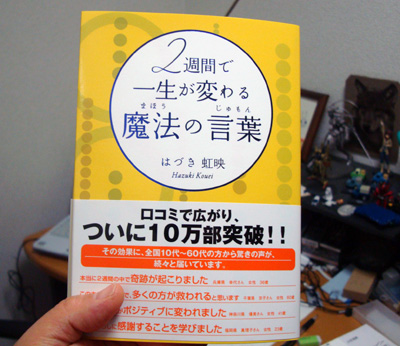 2週間で
一生が変わる
まほう じゅもん
魔法の言葉
はづき 虹映
Hazuki Kouei
口コミで広がり、
ついに10万部突破!!
その効果に、全国10代〜60代の方から驚きの声が、
続々と届いています。
本当に2週間の中で奇跡が起こりました
で、多くの方が救われると思います
ポジティブに変われました
感謝することを学びました